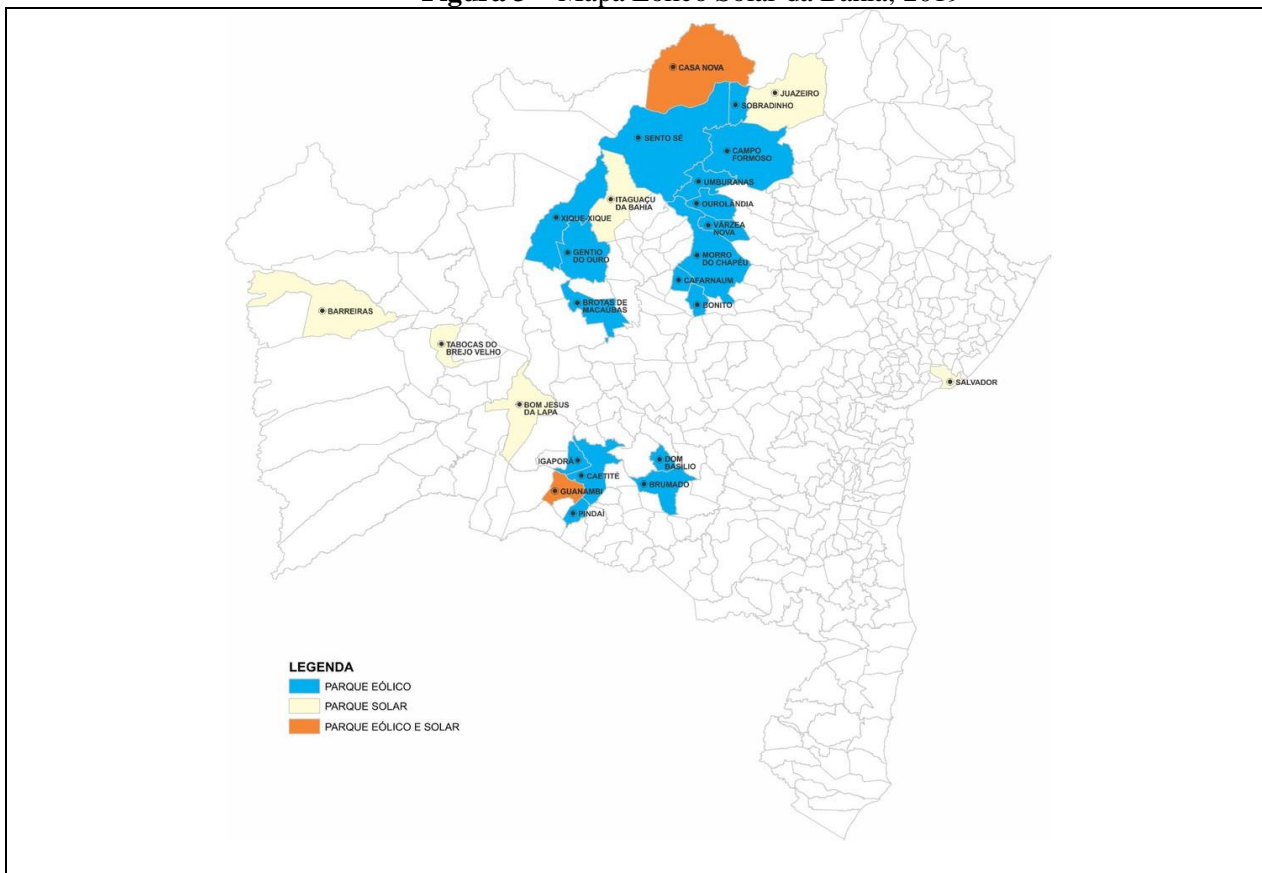 Mapa Eólico Solar da Bahia, 2019
CASA NOVA
JUAZEIRO
SOBRADINHO
SENTO SÉ
CAMPO
FORMOSO
UMBURANAS
ITAGUAÇU
DA BAHIA
OUROLÂNDIA
XIQUE-XIQUE
VÁRZEA
NOVA
GENTIO
DO OURO
MORRO
DO CHAPÉU
CAFARNAUM
BROTAS DE
MACAÚBAS
BONITO
BARREIRAS
TABOCAS DO
BREJO VELHO
SALVADOR
BOM JESUS
DA LAPA
IGAPORÃ
DOM
BASÍLIO
CAETITÉ
BRUMADO
GUANAMBI
PINDAÍ
LEGENDA
PARQUE EÓLICO
PARQUE SOLAR
PARQUE EÓLICO E SOLAR